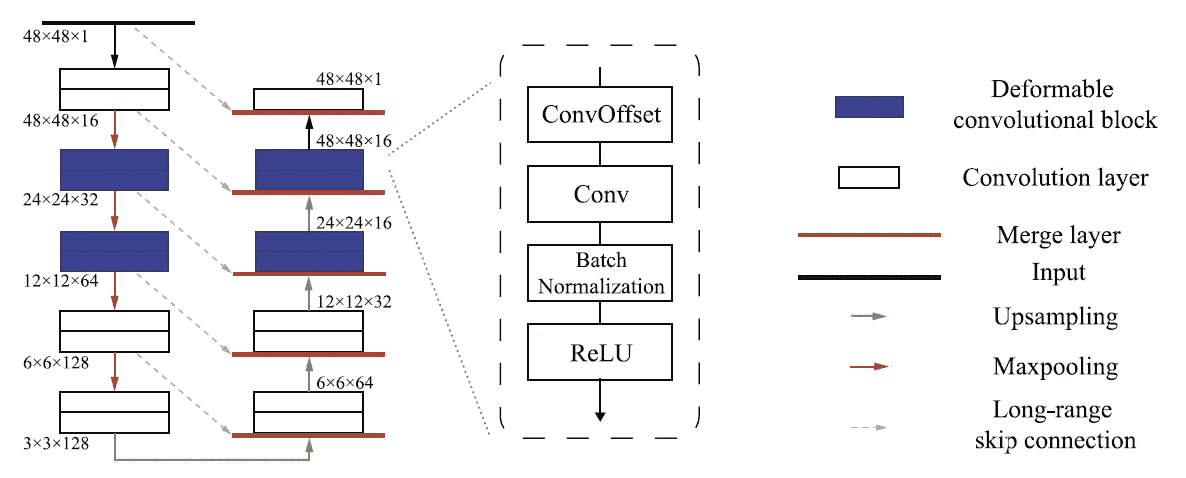 48×48×1
48×48×16
24×24×32
12×12×64
6×6×128
3×3×128
48×48×1
48×48×16
24×24×16
12×12×32
6×6×64
ConvOffset
Conv
Batch
Normalization
ReLU
Deformable
convolutional block
Convolution layer
Merge layer
Input
Upsampling
Maxpooling
Long-range
skip connection